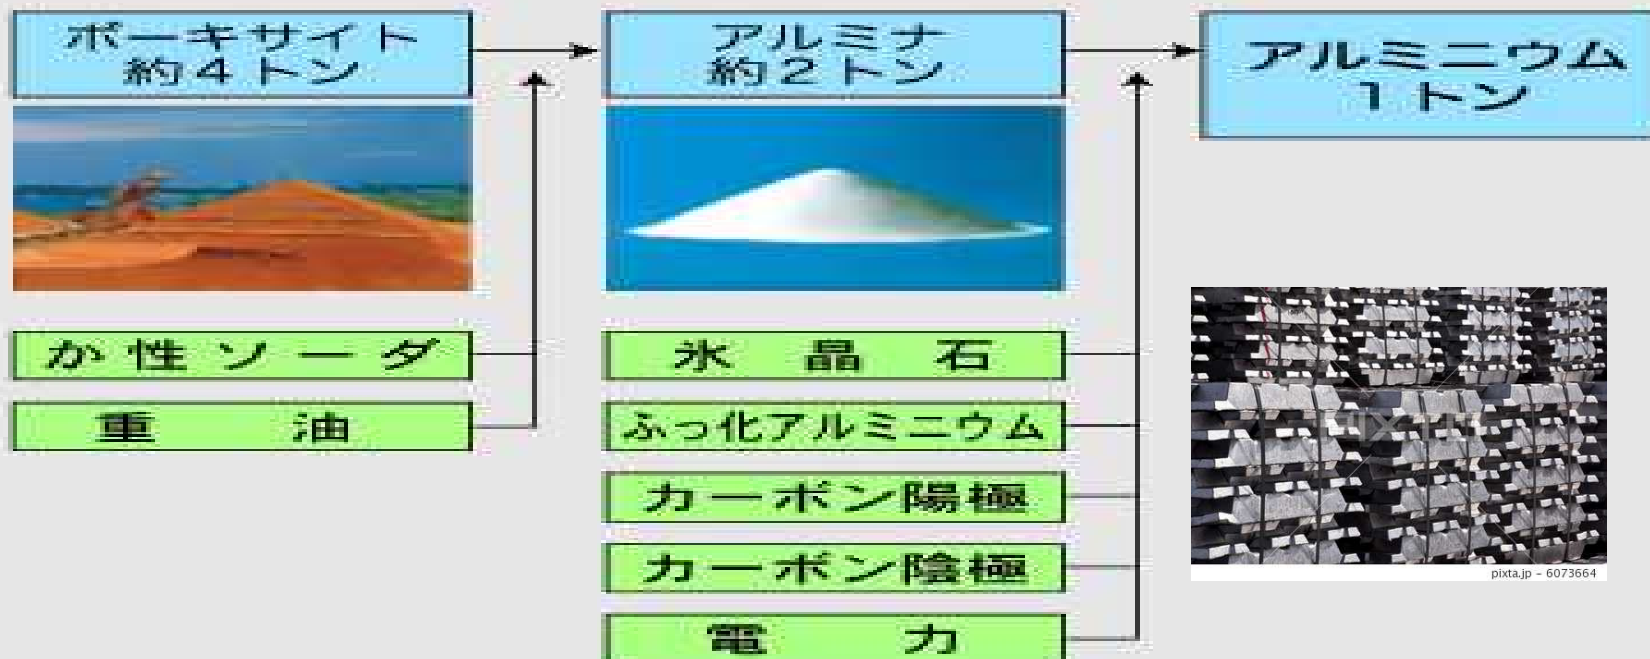 ボーキサイト
約4トン
アルミナ
約2トン
アルミニウム
1トン
か性ソーダ
重油
氷晶石
ふっ化アルミニウム
カーボン陽極
カーボン陰極
電力
pixta.jp - 6073664